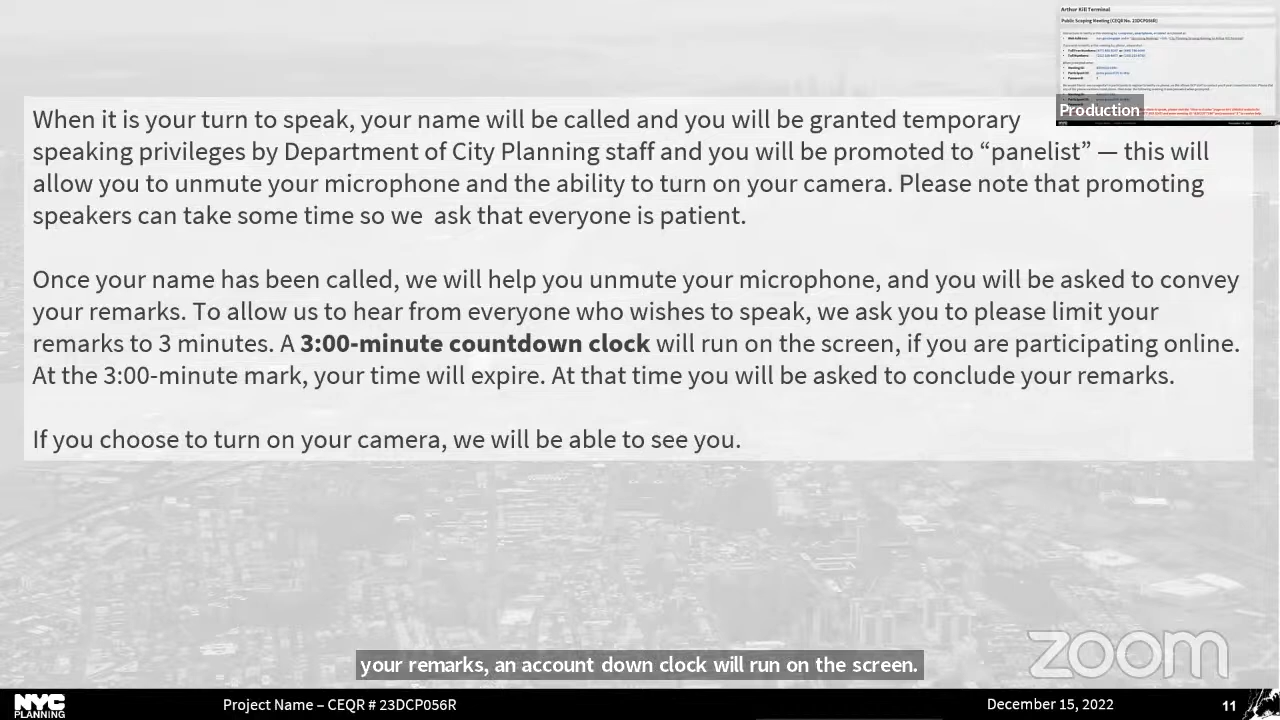 Arthur Kill Terminal
Public Scoping Meeting (CEQR No. 23DCP056R)
Production
When it is your turn to speak, your name will be called and you will be granted temporary
speaking privileges by Department of City Planning staff and you will be promoted to “panelist” — this will
allow you to unmute your microphone and the ability to turn on your camera. Please note that promoting
speakers can take some time so we ask that everyone is patient.
Once your name has been called, we will help you unmute your microphone, and you will be asked to convey
your remarks. To allow us to hear from everyone who wishes to speak, we ask you to please limit your
remarks to 3 minutes. A 3:00-minute countdown clock will run on the screen, if you are participating online.
At the 3:00-minute mark, your time will expire. At that time you will be asked to conclude your remarks.
If you choose to turn on your camera, we will be able to see you.
zoom
your remarks, an account down clock will run on the screen.
NYC
PLANNING
Project Name – CEQR # 23DCP056R
December 15, 2022
11